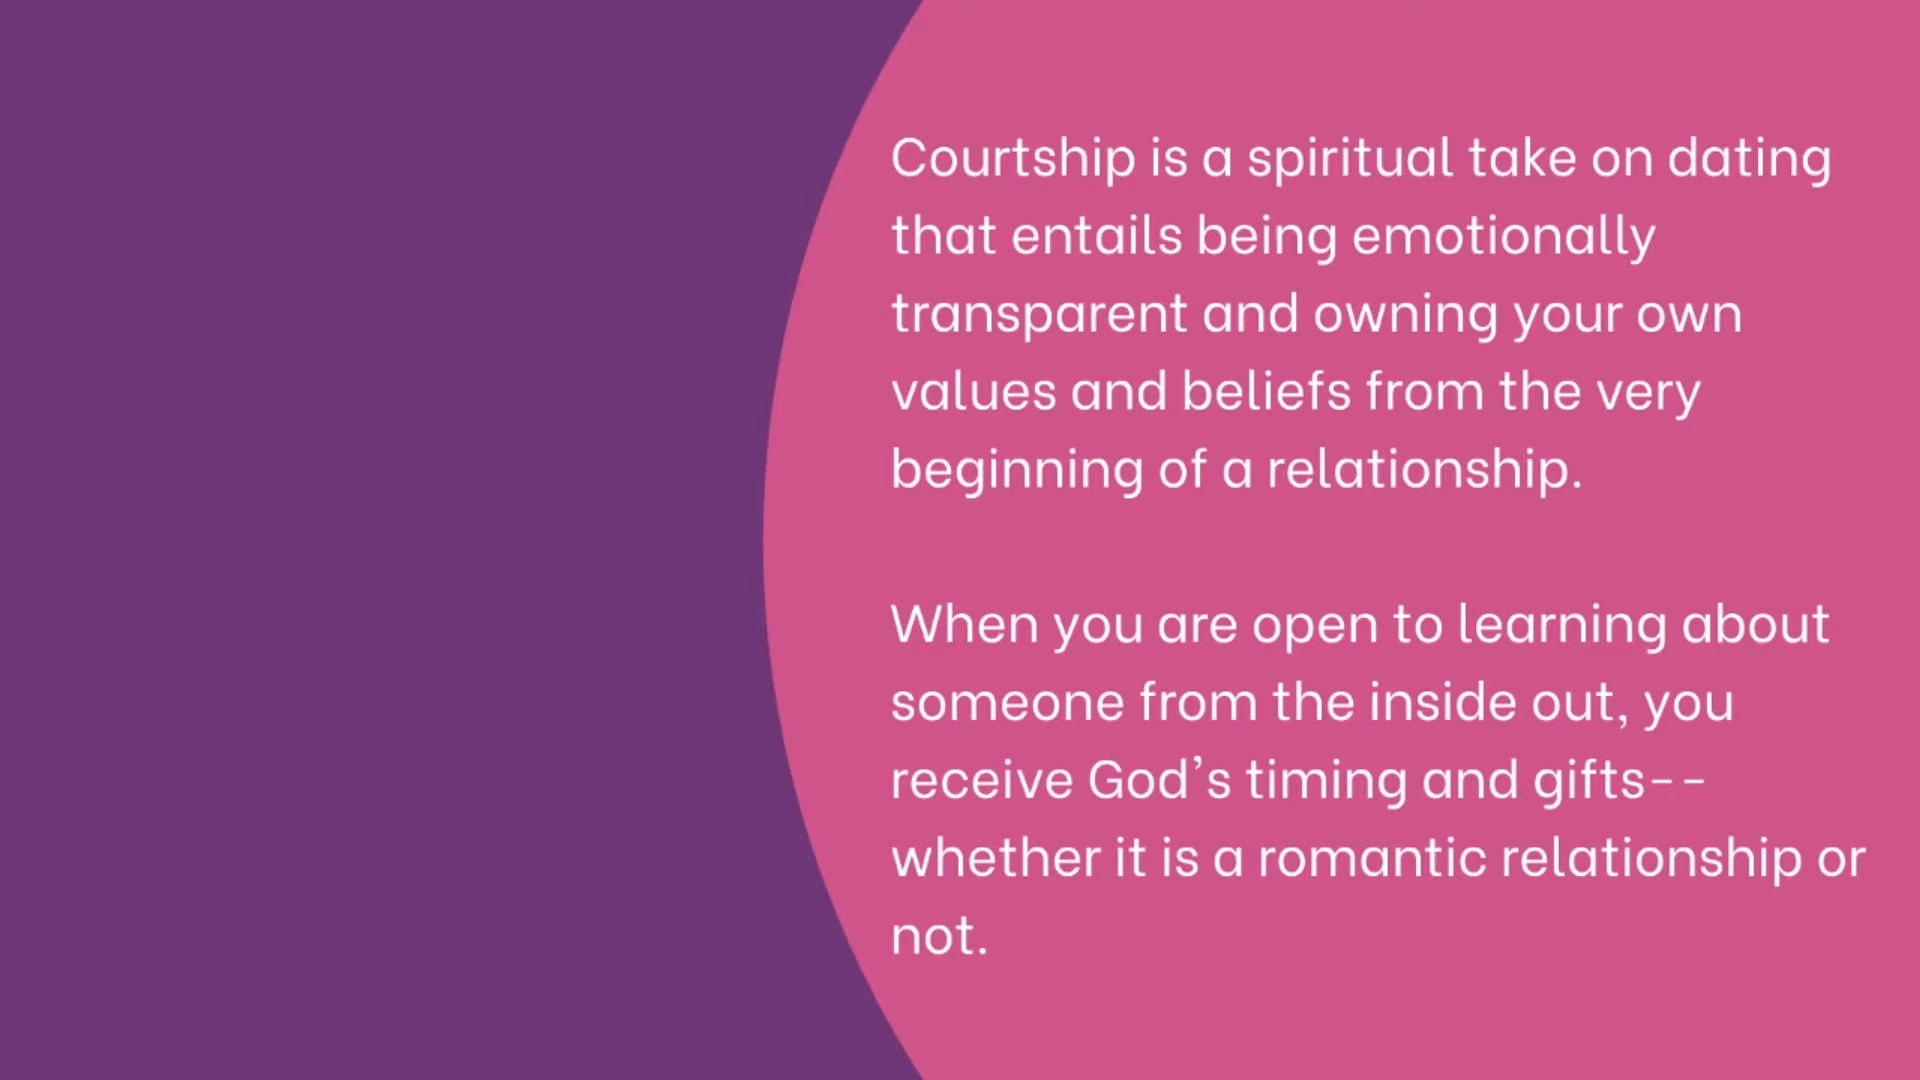 Courtship is a spiritual take on dating
that entails being emotionally
transparent and owning your own
values and beliefs from the very
beginning of a relationship.
When you are open to learning about
someone from the inside out, you
receive God's timing and gifts--
whether it is a romantic relationship or
not.